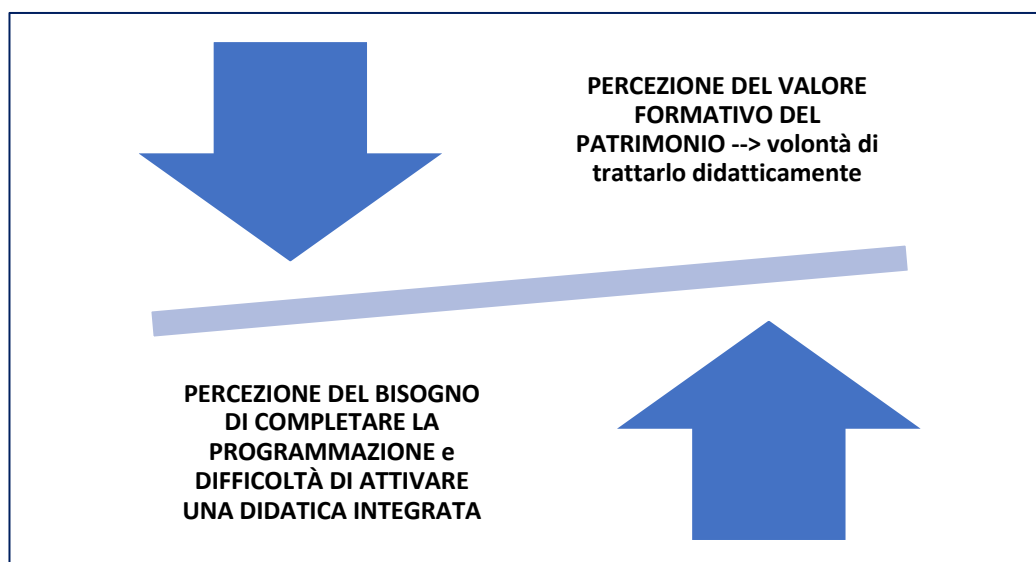 PERCEZIONE DEL VALORE
FORMATIVO DEL
PATRIMONIO --> volontà di
trattarlo didatticamente
PERCEZIONE DEL BISOGNO
DI COMPLETARE LA
PROGRAMMAZIONE e
DIFFICOLTÀ DI ATTIVARE
UNA DIDATICA INTEGRATA